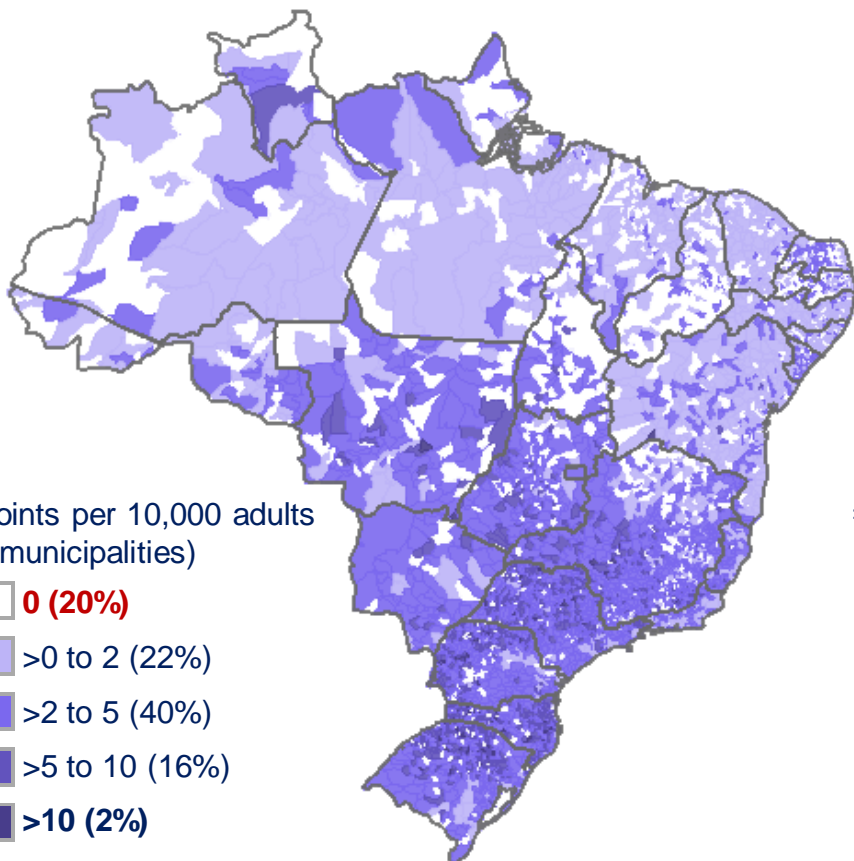 oints per 10,000 adults
municipalities)
0 (20%)
>0 to 2 (22%)
>2 to 5 (40%)
>5 to 10 (16%)
>10 (2%)